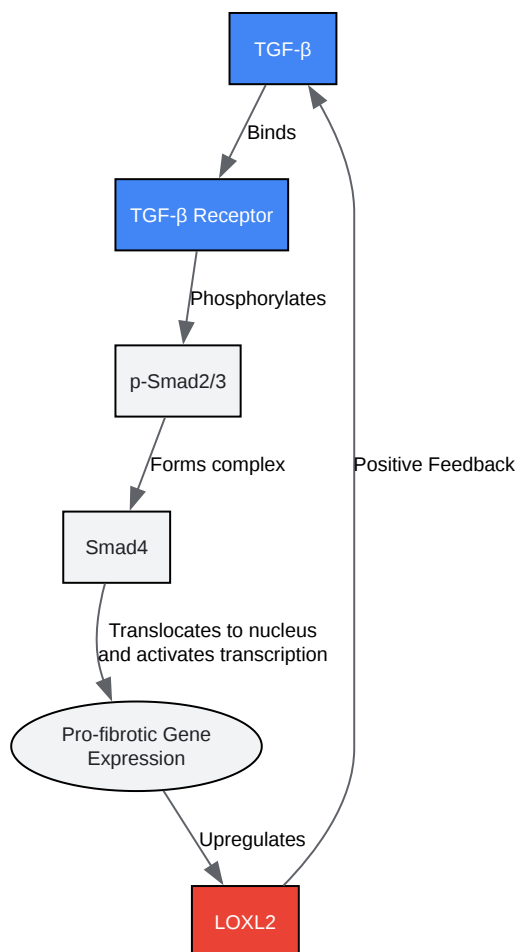 TGF-β
Binds
TGF-β Receptor
Phosphorylates
p-Smad2/3
Forms complex
Positive Feedback
Smad4
Translocates to nucleus
and activates transcription
Pro-fibrotic Gene
Expression
Upregulates
LOXL2